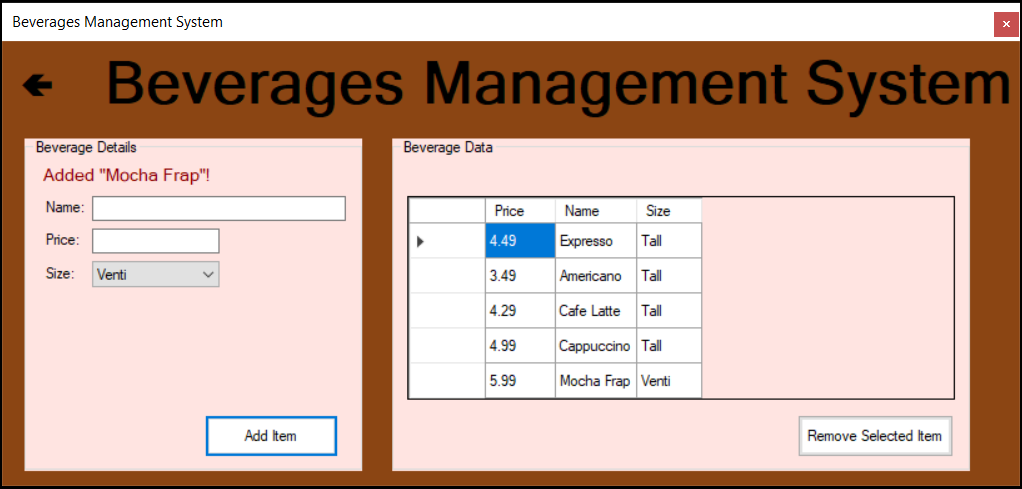 Beverages Management System
Beverages Management System
Beverage Details
Added "Mocha Frap"!
Name:
Price:
Size: Venti
Add Item
Beverage Data
Price Name Size
4.49 Expresso Tall
3.49 Americano Tall
4.29 Cafe Latte Tall
4.99 Cappuccino Tall
5.99 Mocha Frap Venti
Remove Selected Item